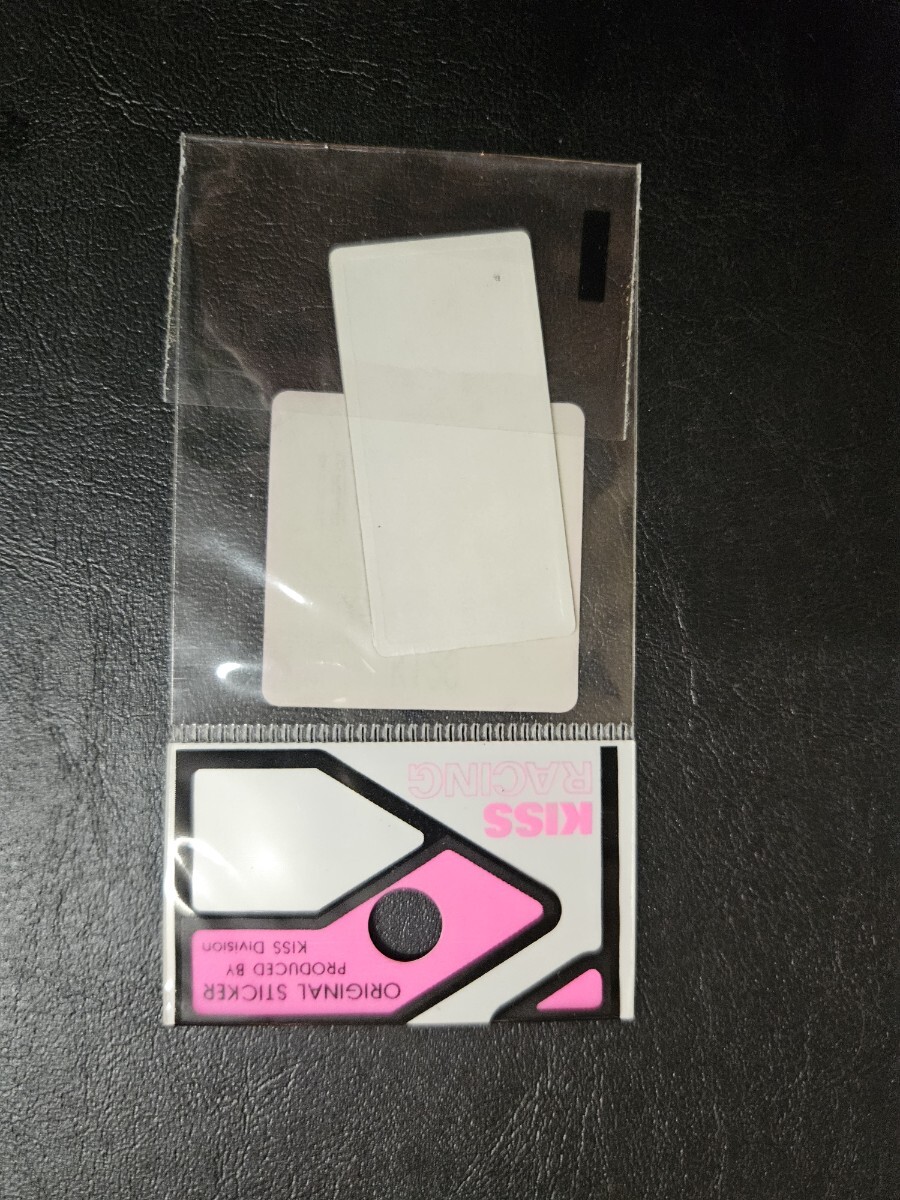 ORIGINAL STICKER
PRODUCED BY
KISS Division
KISS
RACING